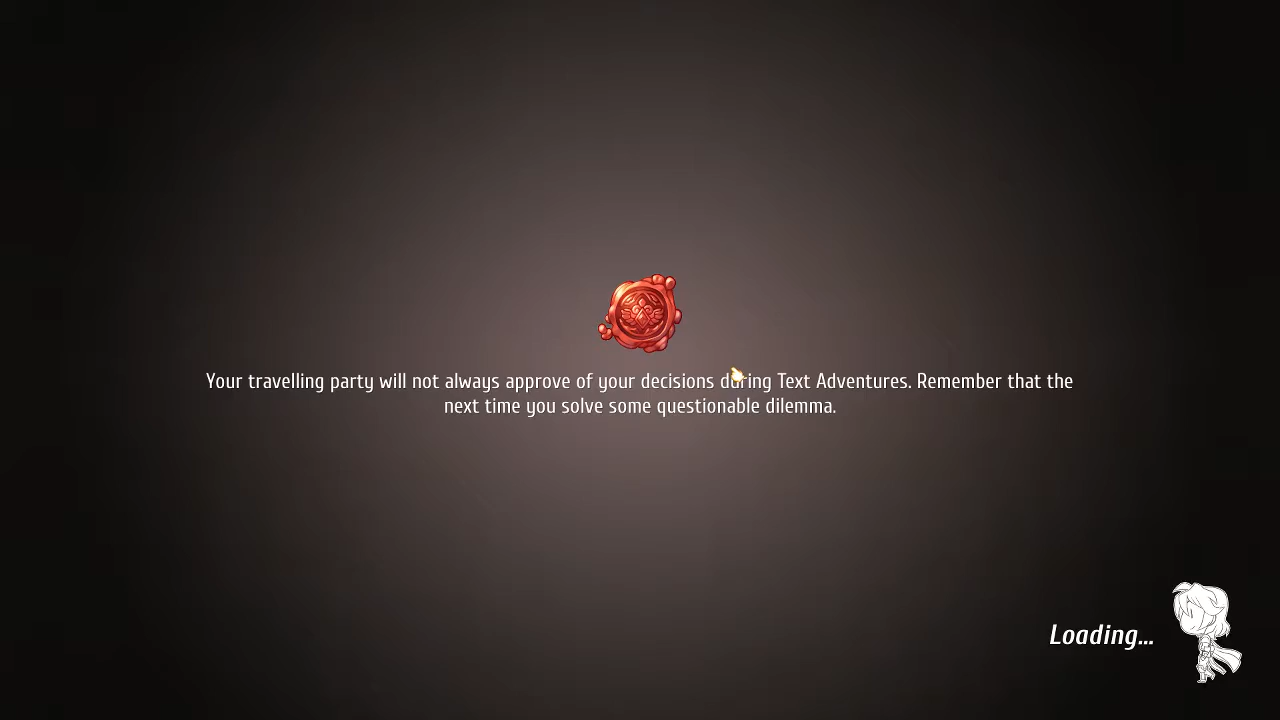 Your travelling party will not always approve of your decisions during Text Adventures. Remember that the
next time you solve some questionable dilemma.
Loading...